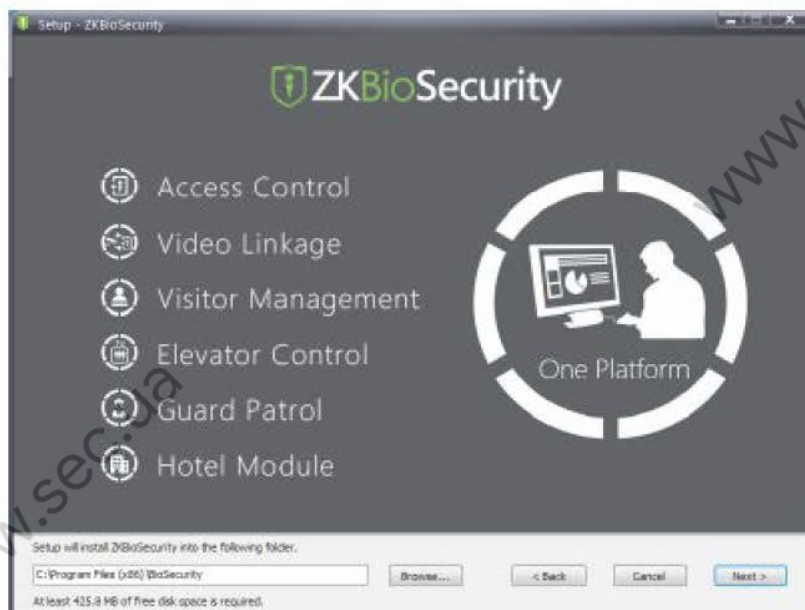 Setup - ZKBioSecurity
ZKBioSecurity
Access Control
Video Linkage
Visitor Management
Elevator Control
Guard Patrol
Hotel Module
One Platform
Setup will install ZKBioSecurity into the following folder.
C:\Program Files (x86)\BioSecurity
Browse...
< Back
Cancel
Next >
At least 425.8 MB of free disk space is required.
www
w.sec.ua